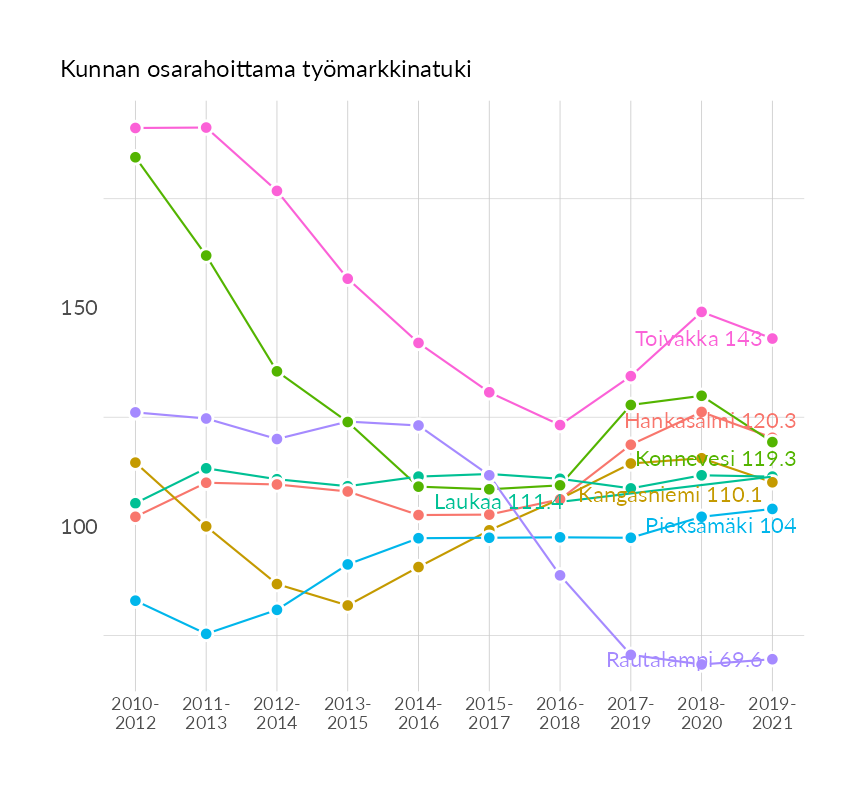 Kunnan osarahoittama työmarkkinatuki
150
Toivakka 143
Hankasalmi 120.3
Konnevesi 119.3
Kangasniemi 110.1
Laukaa 111.4
100
Pieksämäki 104
Rautalampi 69.6
2010-
2012
2011-
2013
2012-
2014
2013-
2015
2014-
2016
2015-
2017
2016-
2018
2017-
2019
2018-
2020
2019-
2021